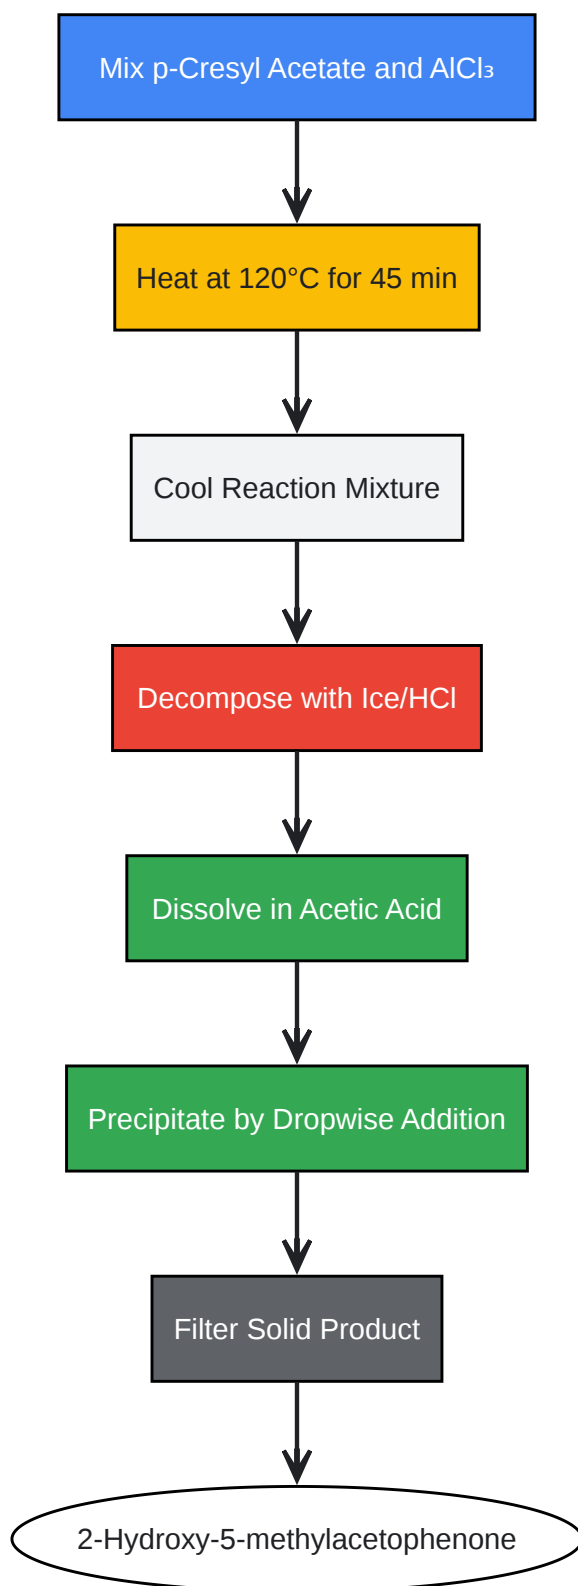 Mix p-Cresyl Acetate and AlCl₃
Heat at 120°C for 45 min
Cool Reaction Mixture
Decompose with Ice/HCl
Dissolve in Acetic Acid
Precipitate by Dropwise Addition
Filter Solid Product
2-Hydroxy-5-methylacetophenone